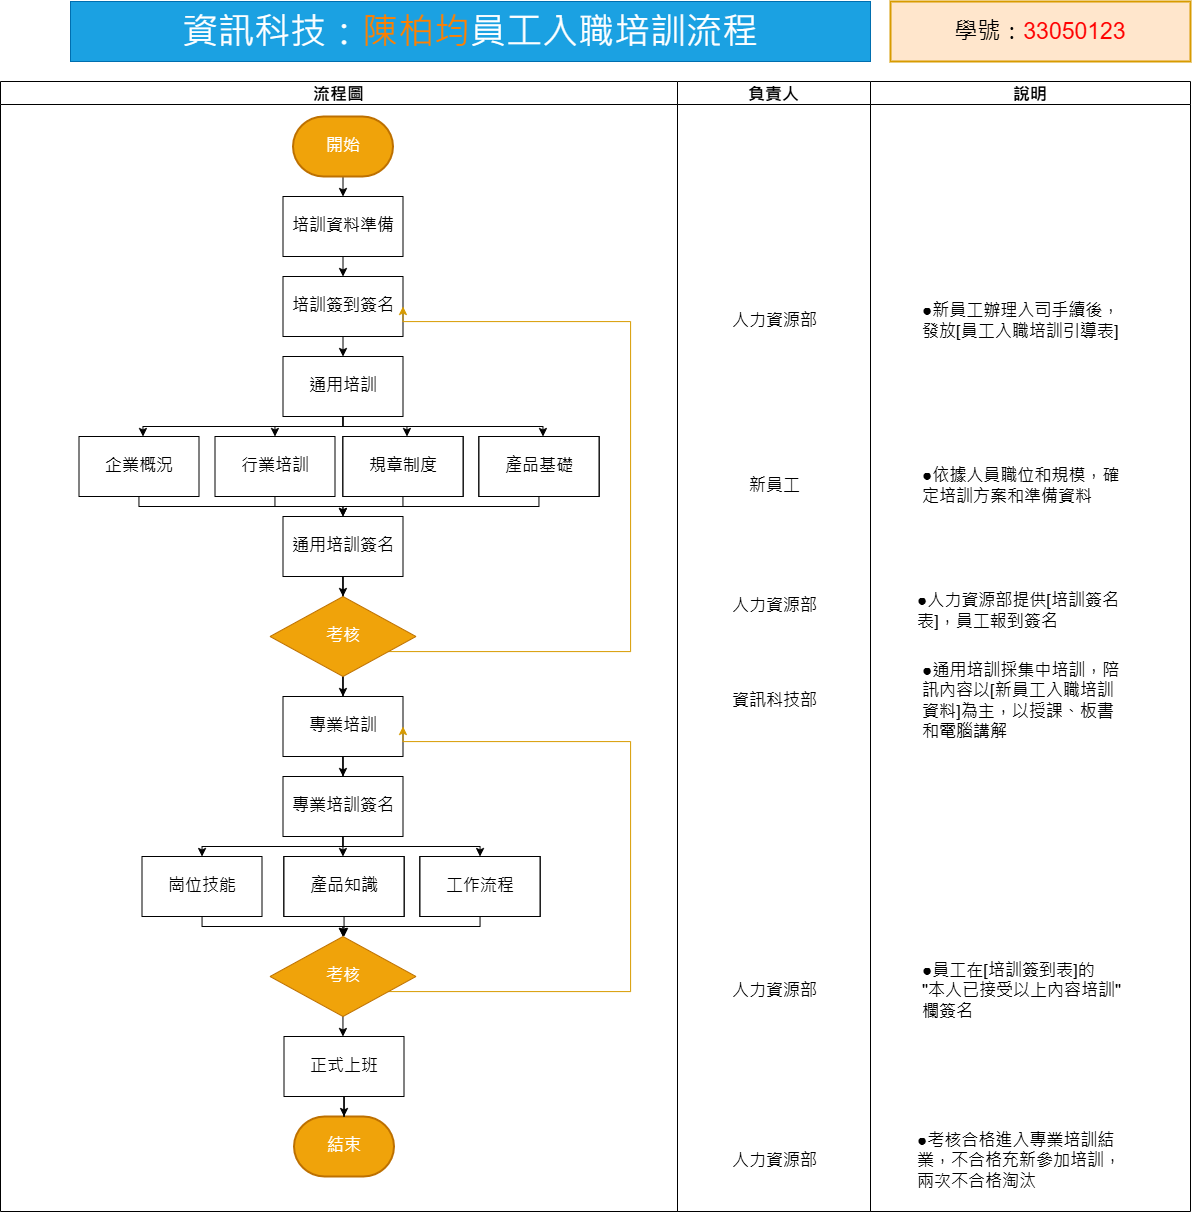 資訊科技：陳柏均員工入職培訓流程
學號：33050123
流程圖
負責人
說明
開始
培訓資料準備
培訓簽到簽名
通用培訓
企業概況
行業培訓
規章制度
產品基礎
通用培訓簽名
考核
專業培訓
專業培訓簽名
崗位技能
產品知識
工作流程
考核
正式上班
結束
人力資源部
新員工
人力資源部
資訊科技部
人力資源部
人力資源部
●新員工辦理入司手續後，
發放[員工入職培訓引導表]
●依據人員職位和規模，確
定培訓方案和準備資料
●人力資源部提供[培訓簽名
表]，員工報到簽名
●通用培訓採集中培訓，陪
訊內容以[新員工入職培訓
資料]為主，以授課、板書
和電腦講解
●員工在[培訓簽到表]的
"本人已接受以上內容培訓"
欄簽名
●考核合格進入專業培訓結
業，不合格充新參加培訓，
兩次不合格淘汰